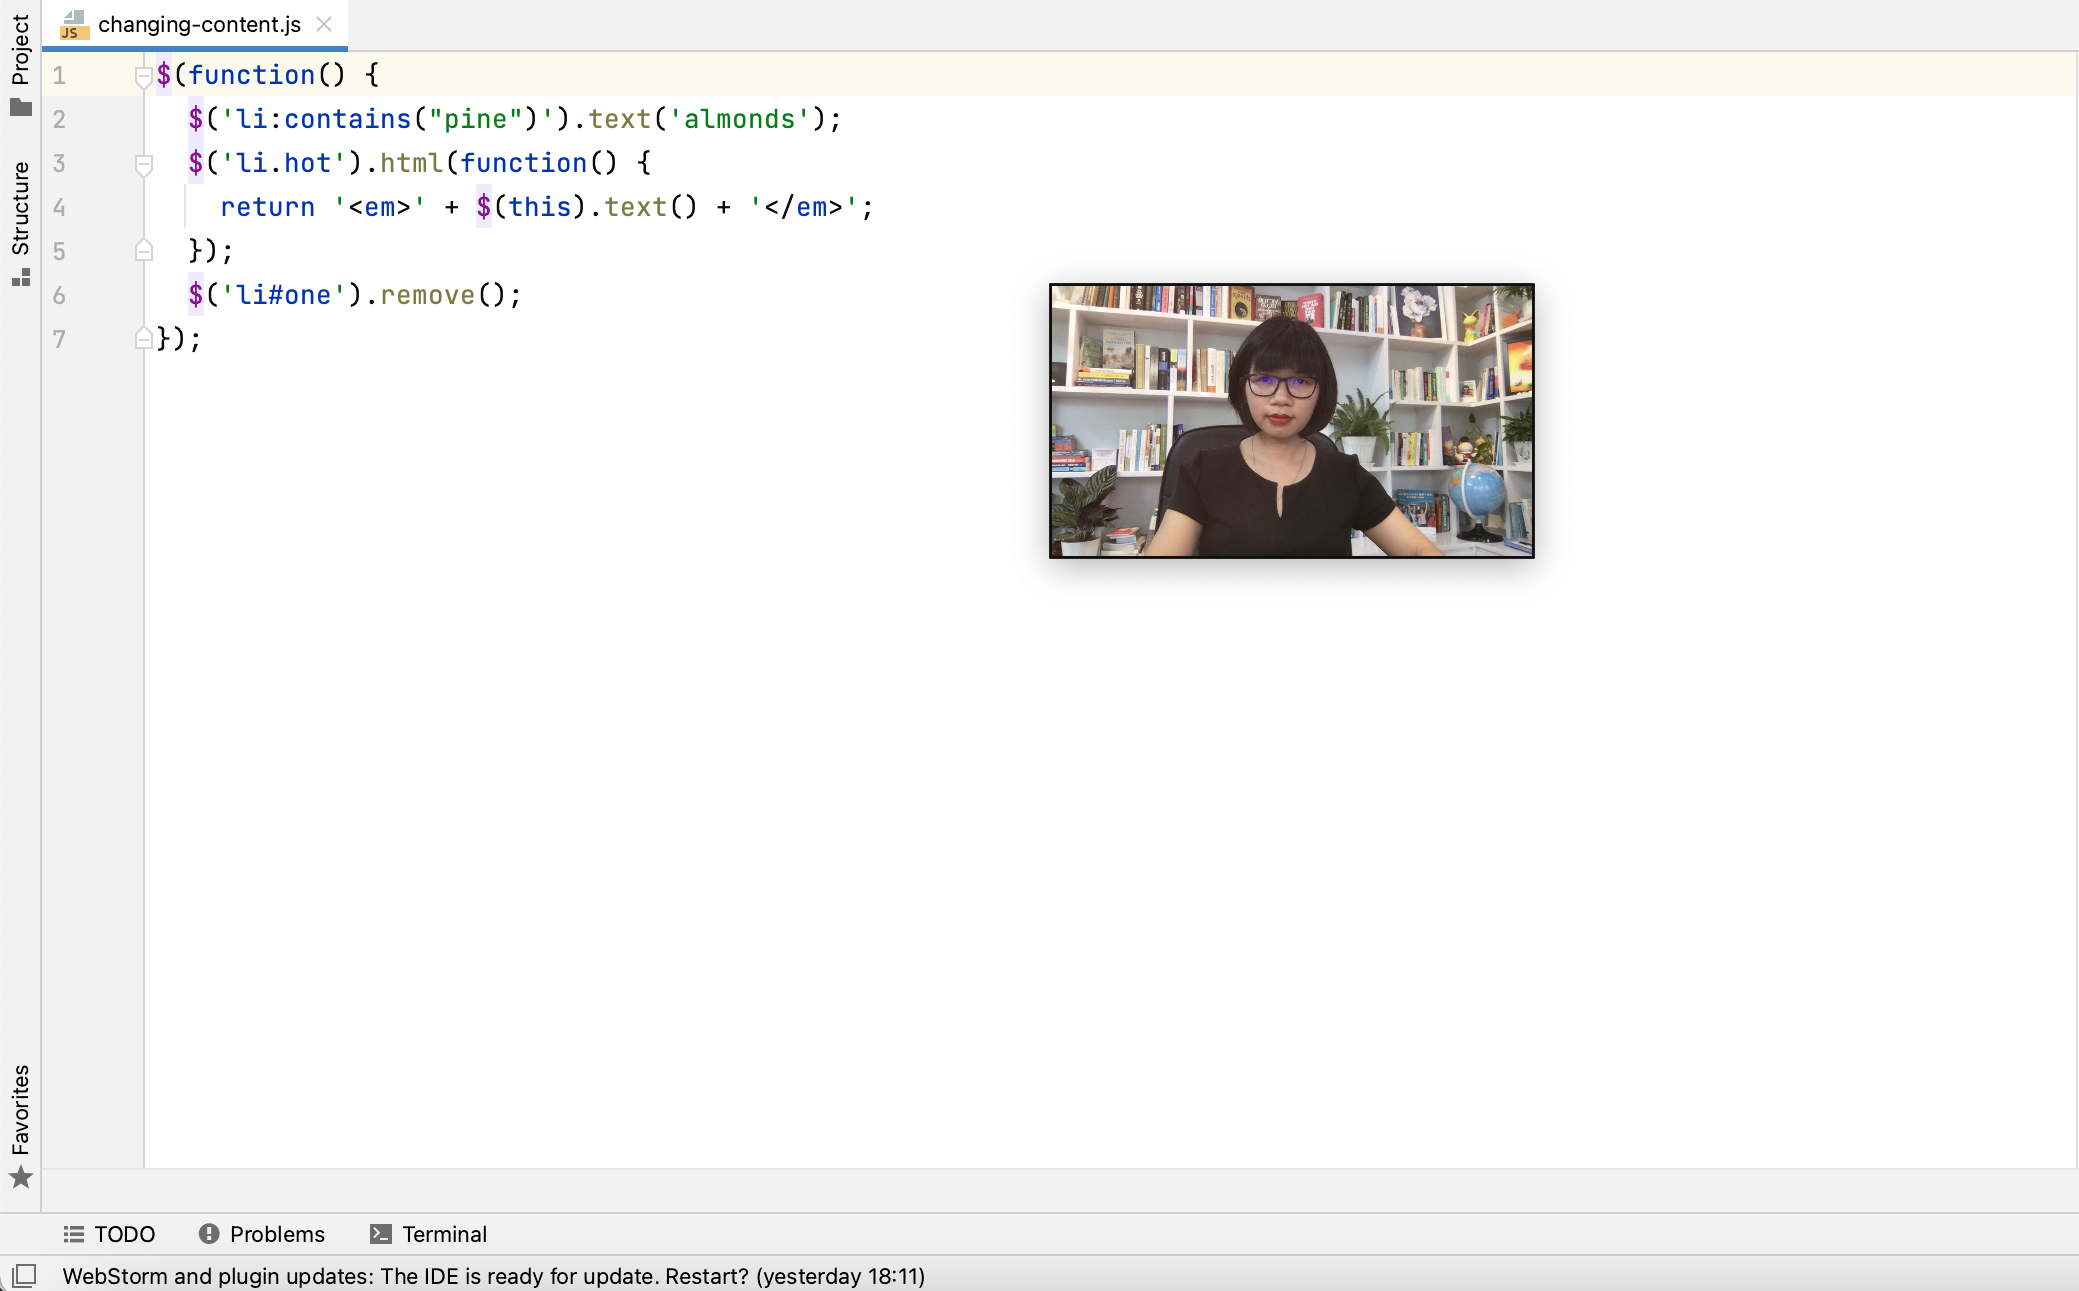 Project
Structure
Favorites
changing-content.js
1 $(function() {
2   $('li:contains("pine")').text('almonds');
3   $('li.hot').html(function() {
4     return '<em>' + $(this).text() + '</em>';
5   });
6   $('li#one').remove();
7 });
TODO Problems Terminal
WebStorm and plugin updates: The IDE is ready for update. Restart? (yesterday 18:11)